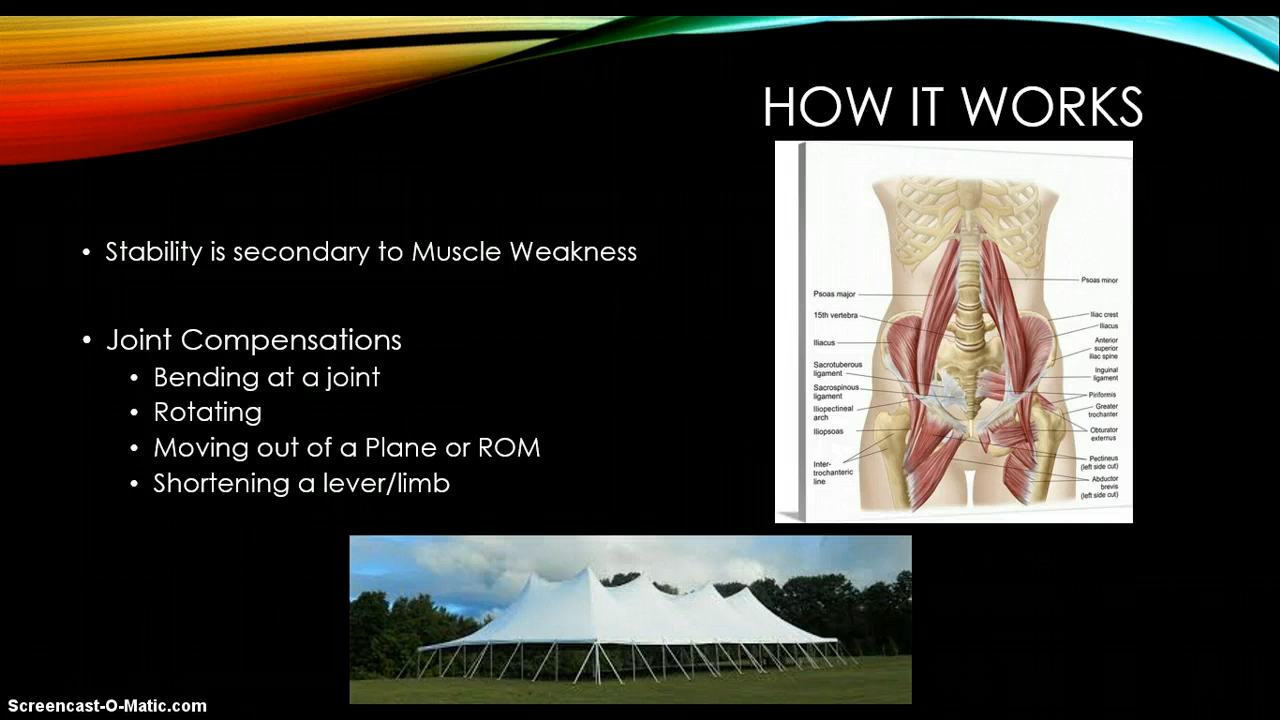 HOW IT WORKS
• Stability is secondary to Muscle Weakness
• Joint Compensations
• Bending at a joint
• Rotating
• Moving out of a Plane or ROM
• Shortening a lever/limb
Psoas major
15th vertebra
Iliacus
Sacrotuberous
ligament
Sacrospinous
ligament
Iliopectineal
arch
Iliopsoas
Inter-
trochanteric
line
Psoas minor
Iliac crest
Iliacus
Anterior
superior
iliac spine
Inguinal
ligament
Piriformis
Greater
trochanter
Obturator
externus
Pectineus
(left side cut)
Abductor
brevis
(left side cut)
Screencast-O-Matic.com